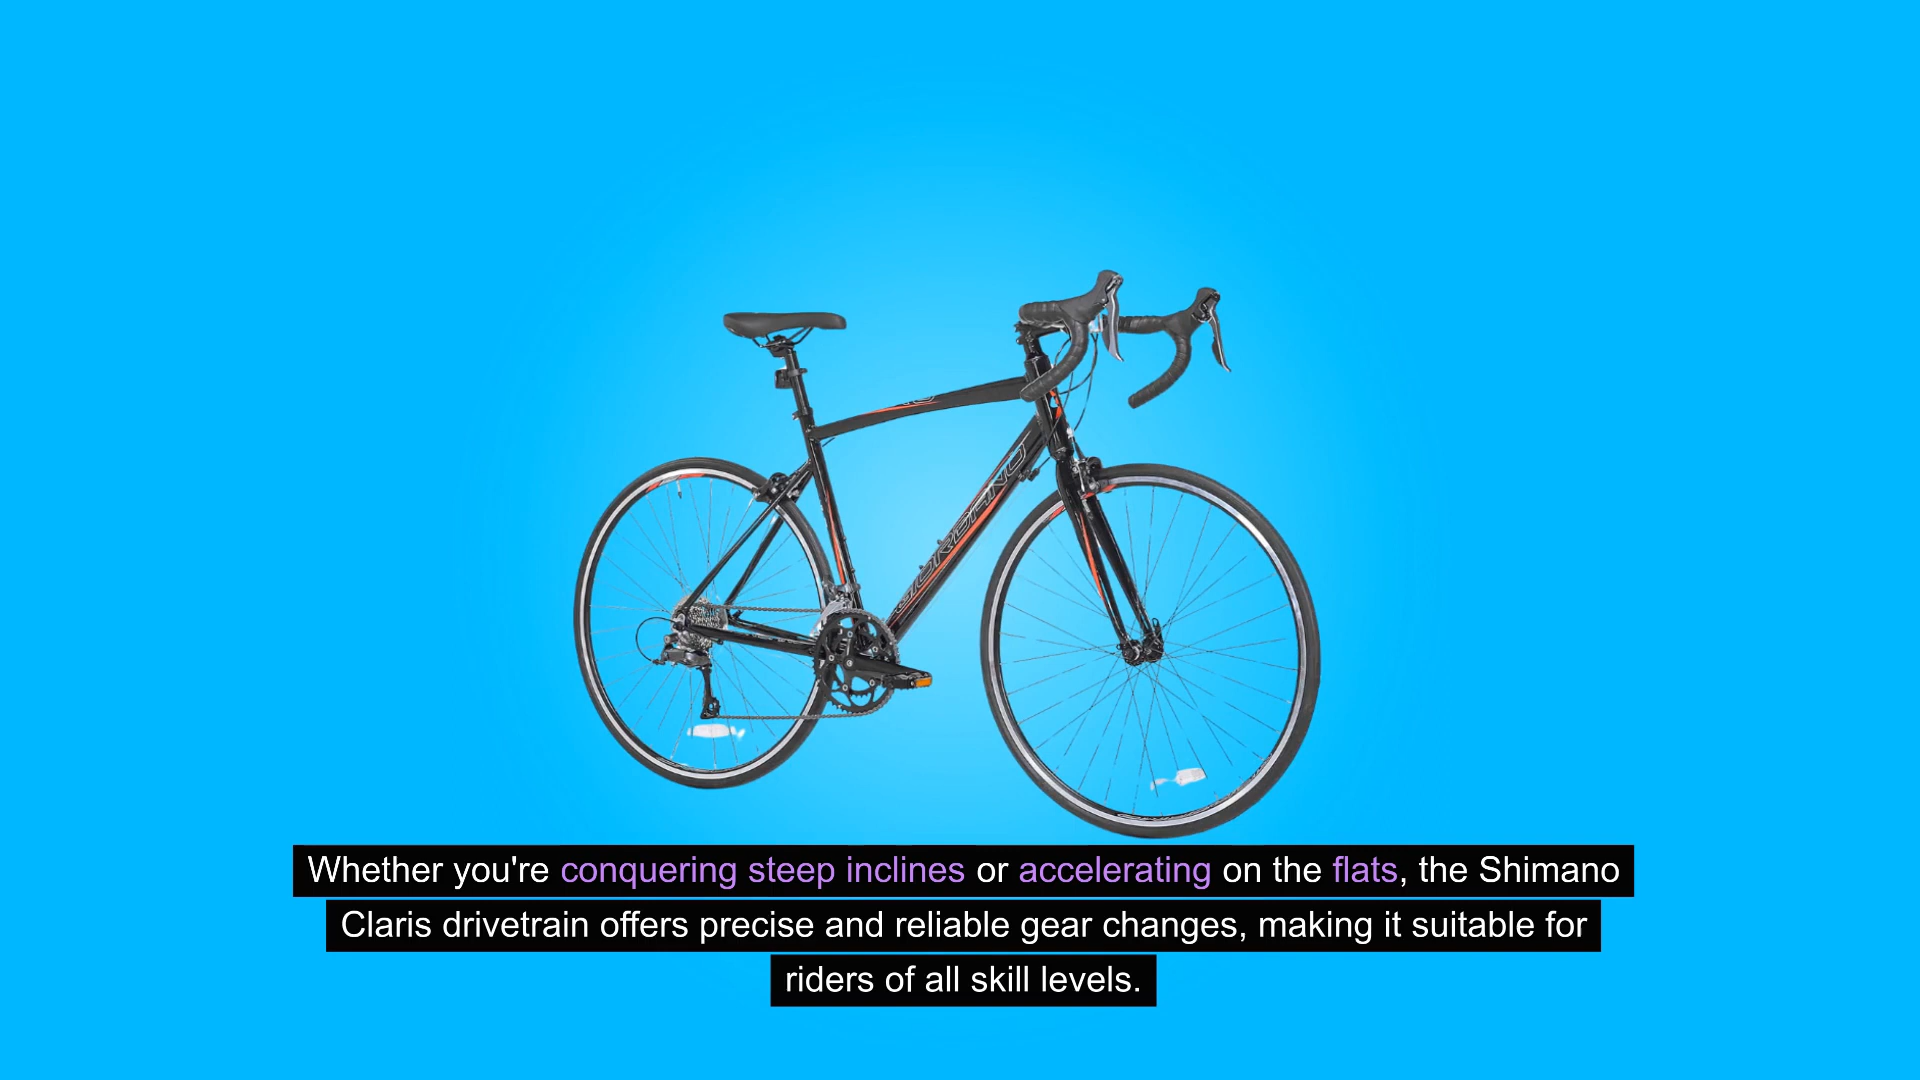 GIORDANO
Whether you're conquering steep inclines or accelerating on the flats, the Shimano
Claris drivetrain offers precise and reliable gear changes, making it suitable for
riders of all skill levels.